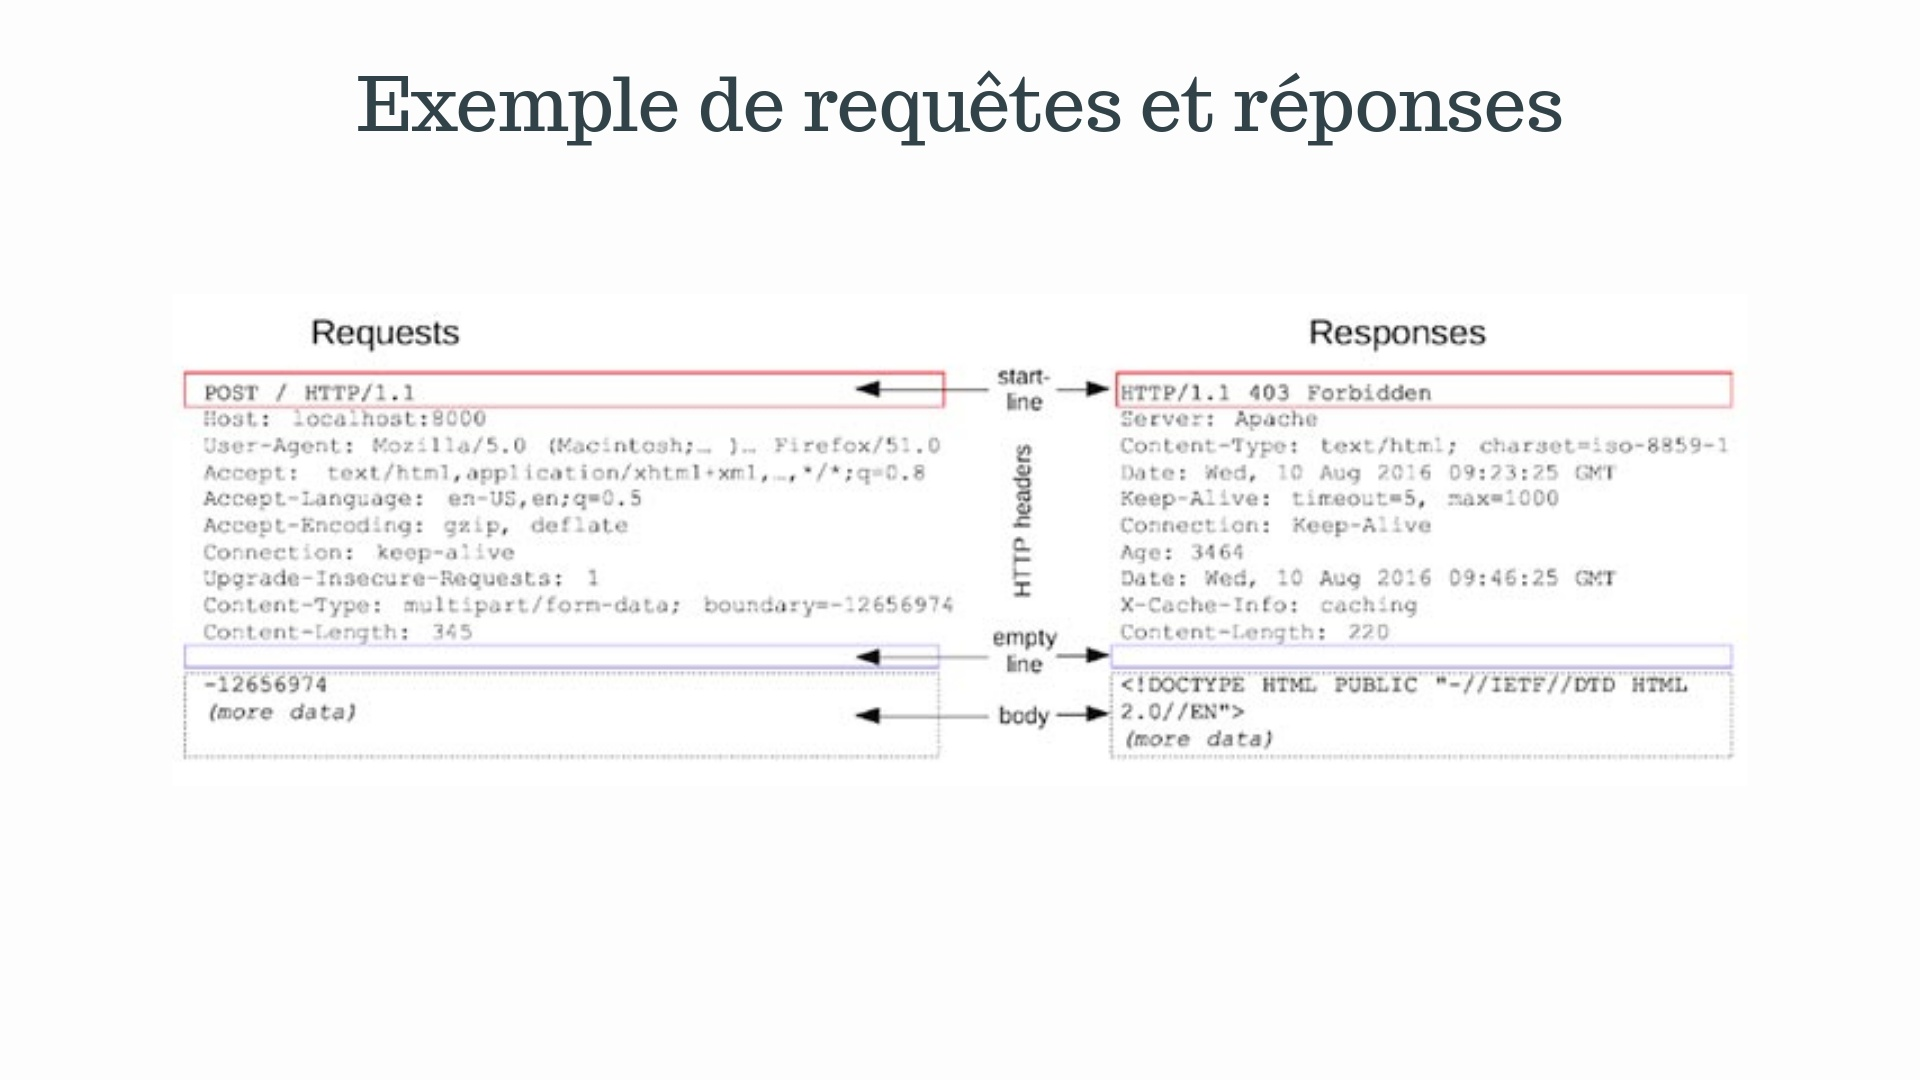 Exemple de requêtes et réponses
Requests
POST / HTTP/1.1
Host: localhost:8000
User-Agent: Mozilla/5.0 (Macintosh;… )… Firefox/51.0
Accept: text/html,application/xhtml+xml,…,*/*;q=0.8
Accept-Language: en-US,en;q=0.5
Accept-Encoding: gzip, deflate
Connection: keep-alive
Upgrade-Insecure-Requests: 1
Content-Type: multipart/form-data; boundary=-12656974
Content-Length: 345
-12656974
(more data)
start-
line
HTTP headers
empty
line
body
Responses
HTTP/1.1 403 Forbidden
Server: Apache
Content-Type: text/html; charset=iso-8859-1
Date: Wed, 10 Aug 2016 09:23:25 GMT
Keep-Alive: timeout=5, max=1000
Connection: Keep-Alive
Age: 3464
Date: Wed, 10 Aug 2016 09:46:25 GMT
X-Cache-Info: caching
Content-Length: 220
<!DOCTYPE HTML PUBLIC "-//IETF//DTD HTML
2.0//EN">
(more data)